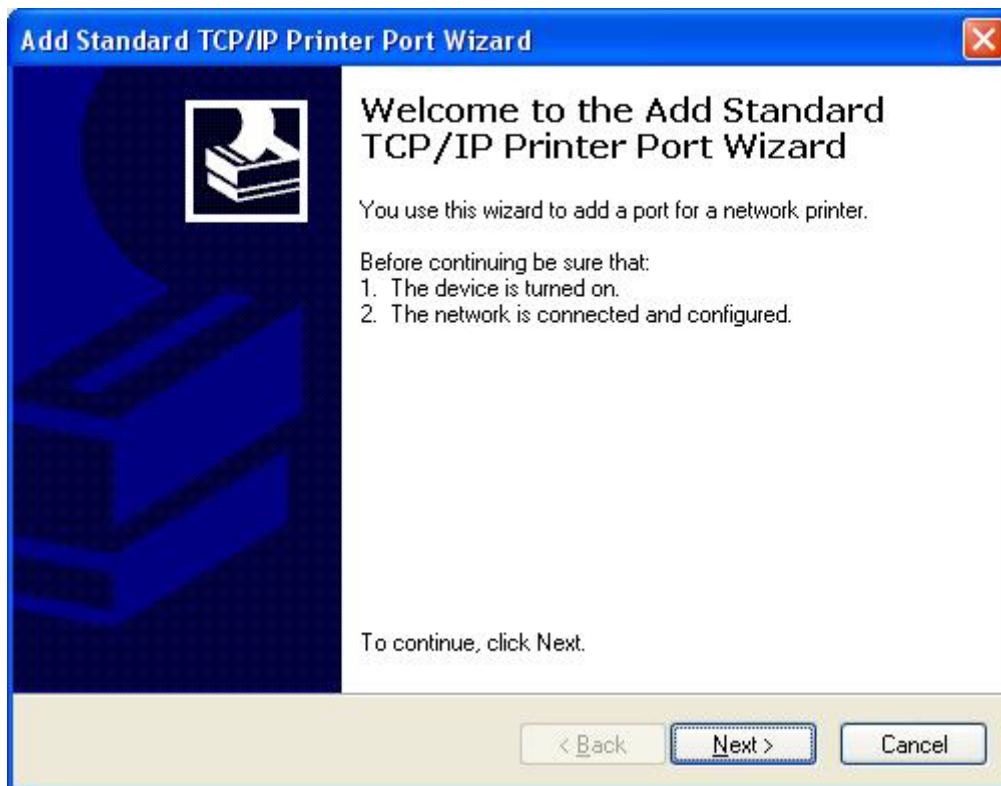 Add Standard TCP/IP Printer Port Wizard
Welcome to the Add Standard
TCP/IP Printer Port Wizard
You use this wizard to add a port for a network printer.
Before continuing be sure that:
1. The device is turned on.
2. The network is connected and configured.
To continue, click Next.
< Back
Next >
Cancel